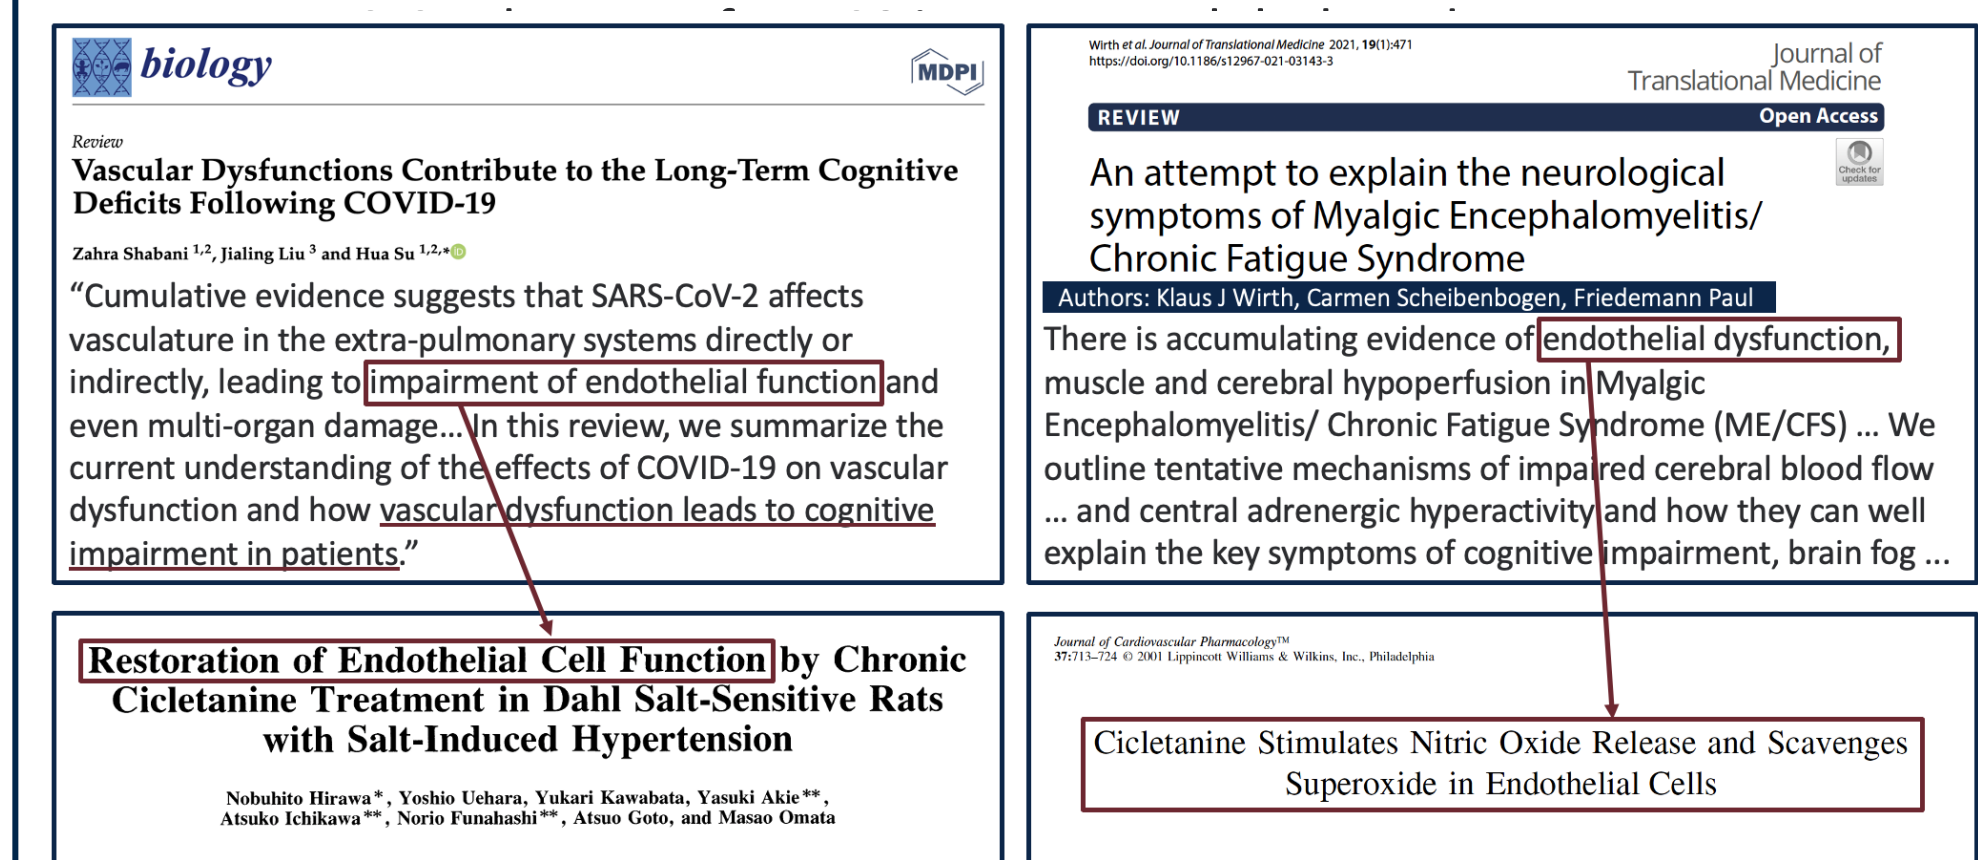 biology
MDPI
Review
Vascular Dysfunctions Contribute to the Long-Term Cognitive
Deficits Following COVID-19
Zahra Shabani 1,2, Jialing Liu 3 and Hua Su 1,2,* iD
“Cumulative evidence suggests that SARS-CoV-2 affects
vasculature in the extra-pulmonary systems directly or
indirectly, leading to impairment of endothelial function and
even multi-organ damage... In this review, we summarize the
current understanding of the effects of COVID-19 on vascular
dysfunction and how vascular dysfunction leads to cognitive
impairment in patients.”
Wirth et al. Journal of Translational Medicine 2021, 19(1):471
https://doi.org/10.1186/s12967-021-03143-3
Journal of
Translational Medicine
REVIEW
Open Access
Check for
updates
An attempt to explain the neurological
symptoms of Myalgic Encephalomyelitis/
Chronic Fatigue Syndrome
Authors: Klaus J Wirth, Carmen Scheibenbogen, Friedemann Paul
There is accumulating evidence of endothelial dysfunction,
muscle and cerebral hypoperfusion in Myalgic
Encephalomyelitis/ Chronic Fatigue Syndrome (ME/CFS) ... We
outline tentative mechanisms of impaired cerebral blood flow
... and central adrenergic hyperactivity and how they can well
explain the key symptoms of cognitive impairment, brain fog ...
Restoration of Endothelial Cell Function by Chronic
Cicletanine Treatment in Dahl Salt-Sensitive Rats
with Salt-Induced Hypertension
Nobuhito Hirawa*, Yoshio Uehara, Yukari Kawabata, Yasuki Akie**,
Atsuko Ichikawa**, Norio Funahashi**, Atsuo Goto, and Masao Omata
Journal of Cardiovascular Pharmacology™
37:713–724 © 2001 Lippincott Williams & Wilkins, Inc., Philadelphia
Cicletanine Stimulates Nitric Oxide Release and Scavenges
Superoxide in Endothelial Cells